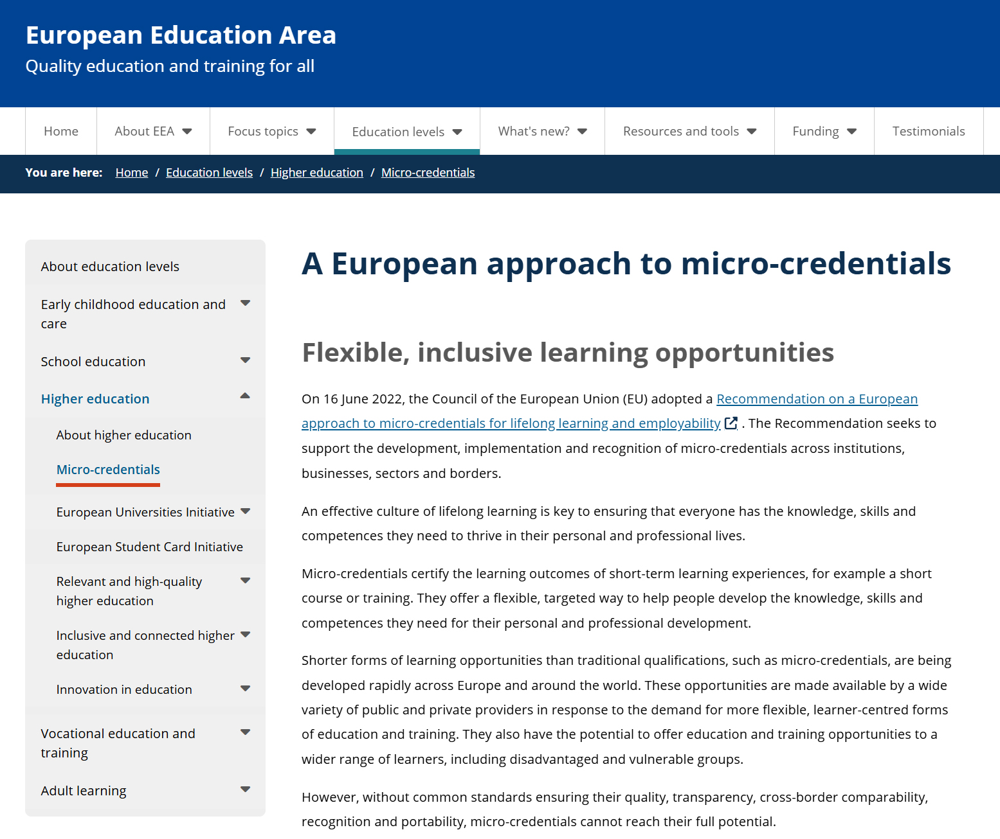 European Education Area
Quality education and training for all
Home
About EEA
Focus topics
Education levels
What's new?
Resources and tools
Funding
Testimonials
You are here: Home / Education levels / Higher education / Micro-credentials
About education levels
Early childhood education and
care
School education
Higher education
About higher education
Micro-credentials
European Universities Initiative
European Student Card Initiative
Relevant and high-quality
higher education
Inclusive and connected higher
education
Innovation in education
Vocational education and
training
Adult learning
A European approach to micro-credentials
Flexible, inclusive learning opportunities
On 16 June 2022, the Council of the European Union (EU) adopted a Recommendation on a European
approach to micro-credentials for lifelong learning and employability . The Recommendation seeks to
support the development, implementation and recognition of micro-credentials across institutions,
businesses, sectors and borders.
An effective culture of lifelong learning is key to ensuring that everyone has the knowledge, skills and
competences they need to thrive in their personal and professional lives.
Micro-credentials certify the learning outcomes of short-term learning experiences, for example a short
course or training. They offer a flexible, targeted way to help people develop the knowledge, skills and
competences they need for their personal and professional development.
Shorter forms of learning opportunities than traditional qualifications, such as micro-credentials, are being
developed rapidly across Europe and around the world. These opportunities are made available by a wide
variety of public and private providers in response to the demand for more flexible, learner-centred forms
of education and training. They also have the potential to offer education and training opportunities to a
wider range of learners, including disadvantaged and vulnerable groups.
However, without common standards ensuring their quality, transparency, cross-border comparability,
recognition and portability, micro-credentials cannot reach their full potential.